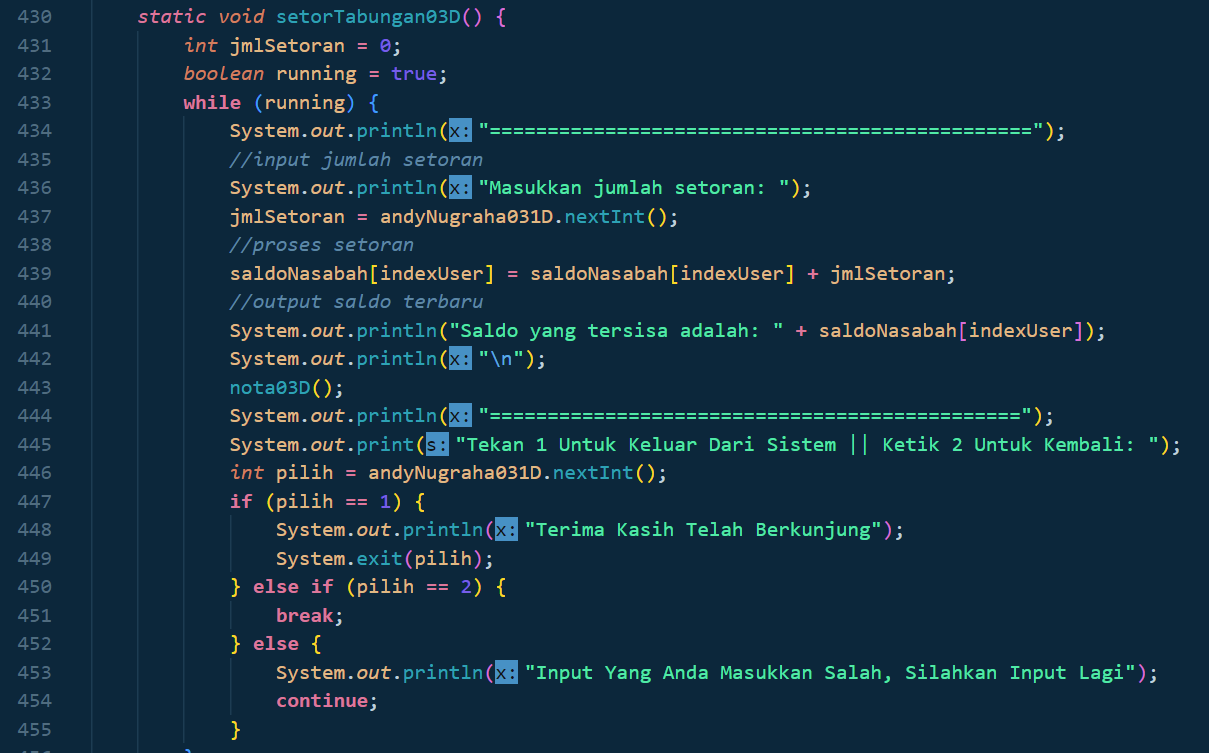 430 static void setorTabungan03D() {
431 int jmlSetoran = 0;
432 boolean running = true;
433 while (running) {
434 System.out.println(x: "===============================================");
435 //input jumlah setoran
436 System.out.println(x: "Masukkan jumlah setoran: ");
437 jmlSetoran = andyNugraha031D.nextInt();
438 //proses setoran
439 saldoNasabah[indexUser] = saldoNasabah[indexUser] + jmlSetoran;
440 //output saldo terbaru
441 System.out.println("Saldo yang tersisa adalah: " + saldoNasabah[indexUser]);
442 System.out.println(x: "\n");
443 nota03D();
444 System.out.println(x: "==============================================");
445 System.out.print(s: "Tekan 1 Untuk Keluar Dari Sistem || Ketik 2 Untuk Kembali: ");
446 int pilih = andyNugraha031D.nextInt();
447 if (pilih == 1) {
448 System.out.println(x: "Terima Kasih Telah Berkunjung");
449 System.exit(pilih);
450 } else if (pilih == 2) {
451 break;
452 } else {
453 System.out.println(x: "Input Yang Anda Masukkan Salah, Silahkan Input Lagi");
454 continue;
455 }